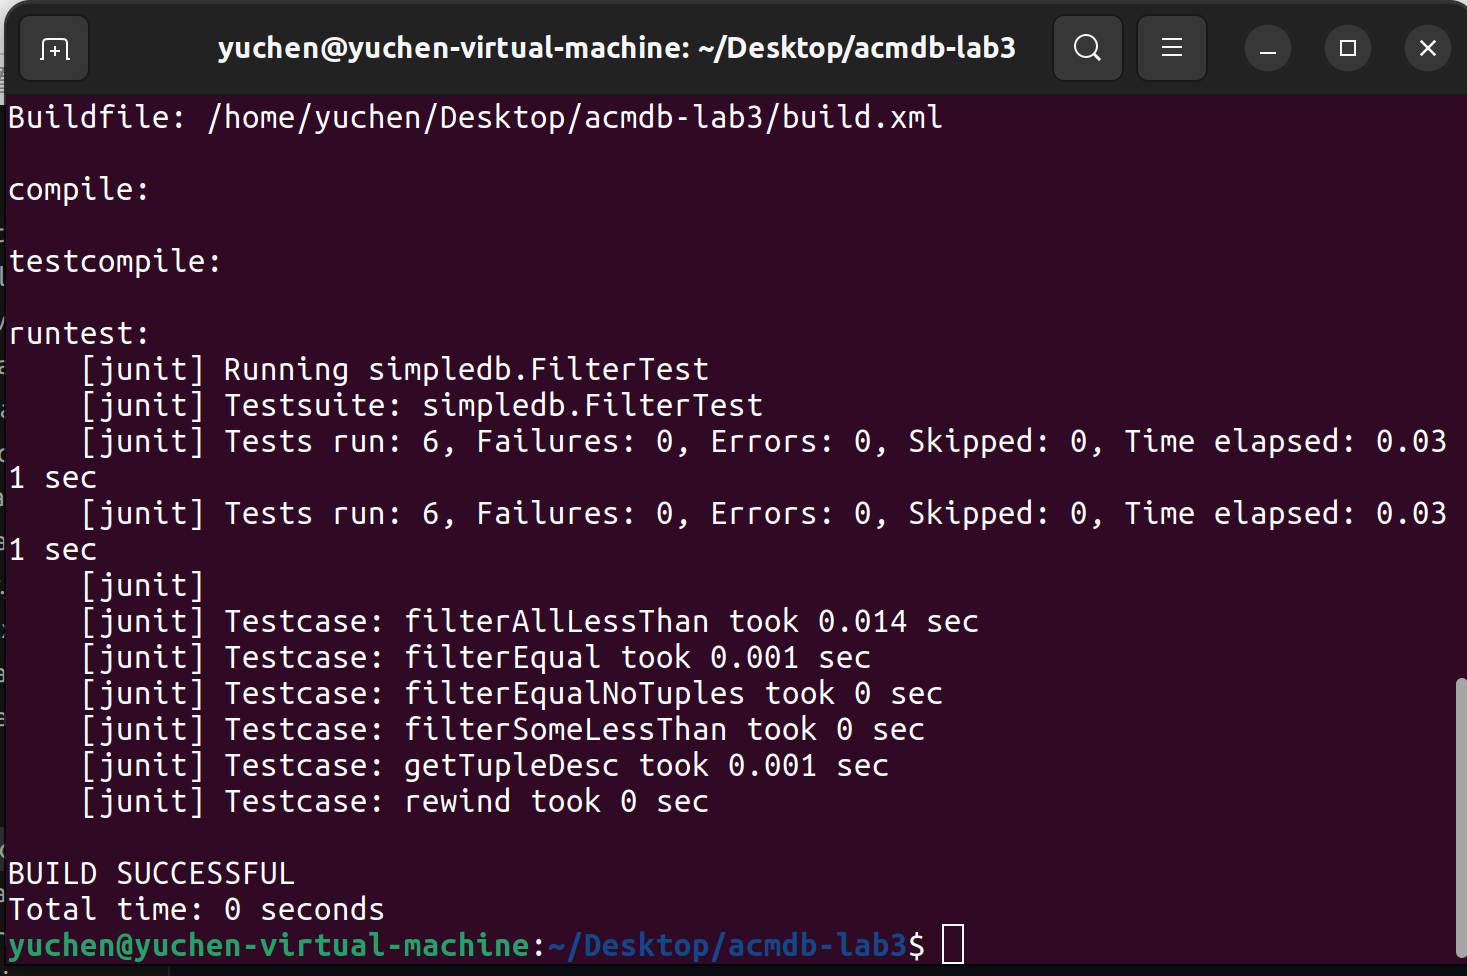 yuchen@yuchen-virtual-machine: ~/Desktop/acmdb-lab3
Buildfile: /home/yuchen/Desktop/acmdb-lab3/build.xml
compile:
testcompile:
runtest:
[junit] Running simpledb.FilterTest
[junit] Testsuite: simpledb.FilterTest
[junit] Tests run: 6, Failures: 0, Errors: 0, Skipped: 0, Time elapsed: 0.03
1 sec
[junit] Tests run: 6, Failures: 0, Errors: 0, Skipped: 0, Time elapsed: 0.03
1 sec
[junit]
[junit] Testcase: filterAllLessThan took 0.014 sec
[junit] Testcase: filterEqual took 0.001 sec
[junit] Testcase: filterEqualNoTuples took 0 sec
[junit] Testcase: filterSomeLessThan took 0 sec
[junit] Testcase: getTupleDesc took 0.001 sec
[junit] Testcase: rewind took 0 sec
BUILD SUCCESSFUL
Total time: 0 seconds
yuchen@yuchen-virtual-machine:~/Desktop/acmdb-lab3$